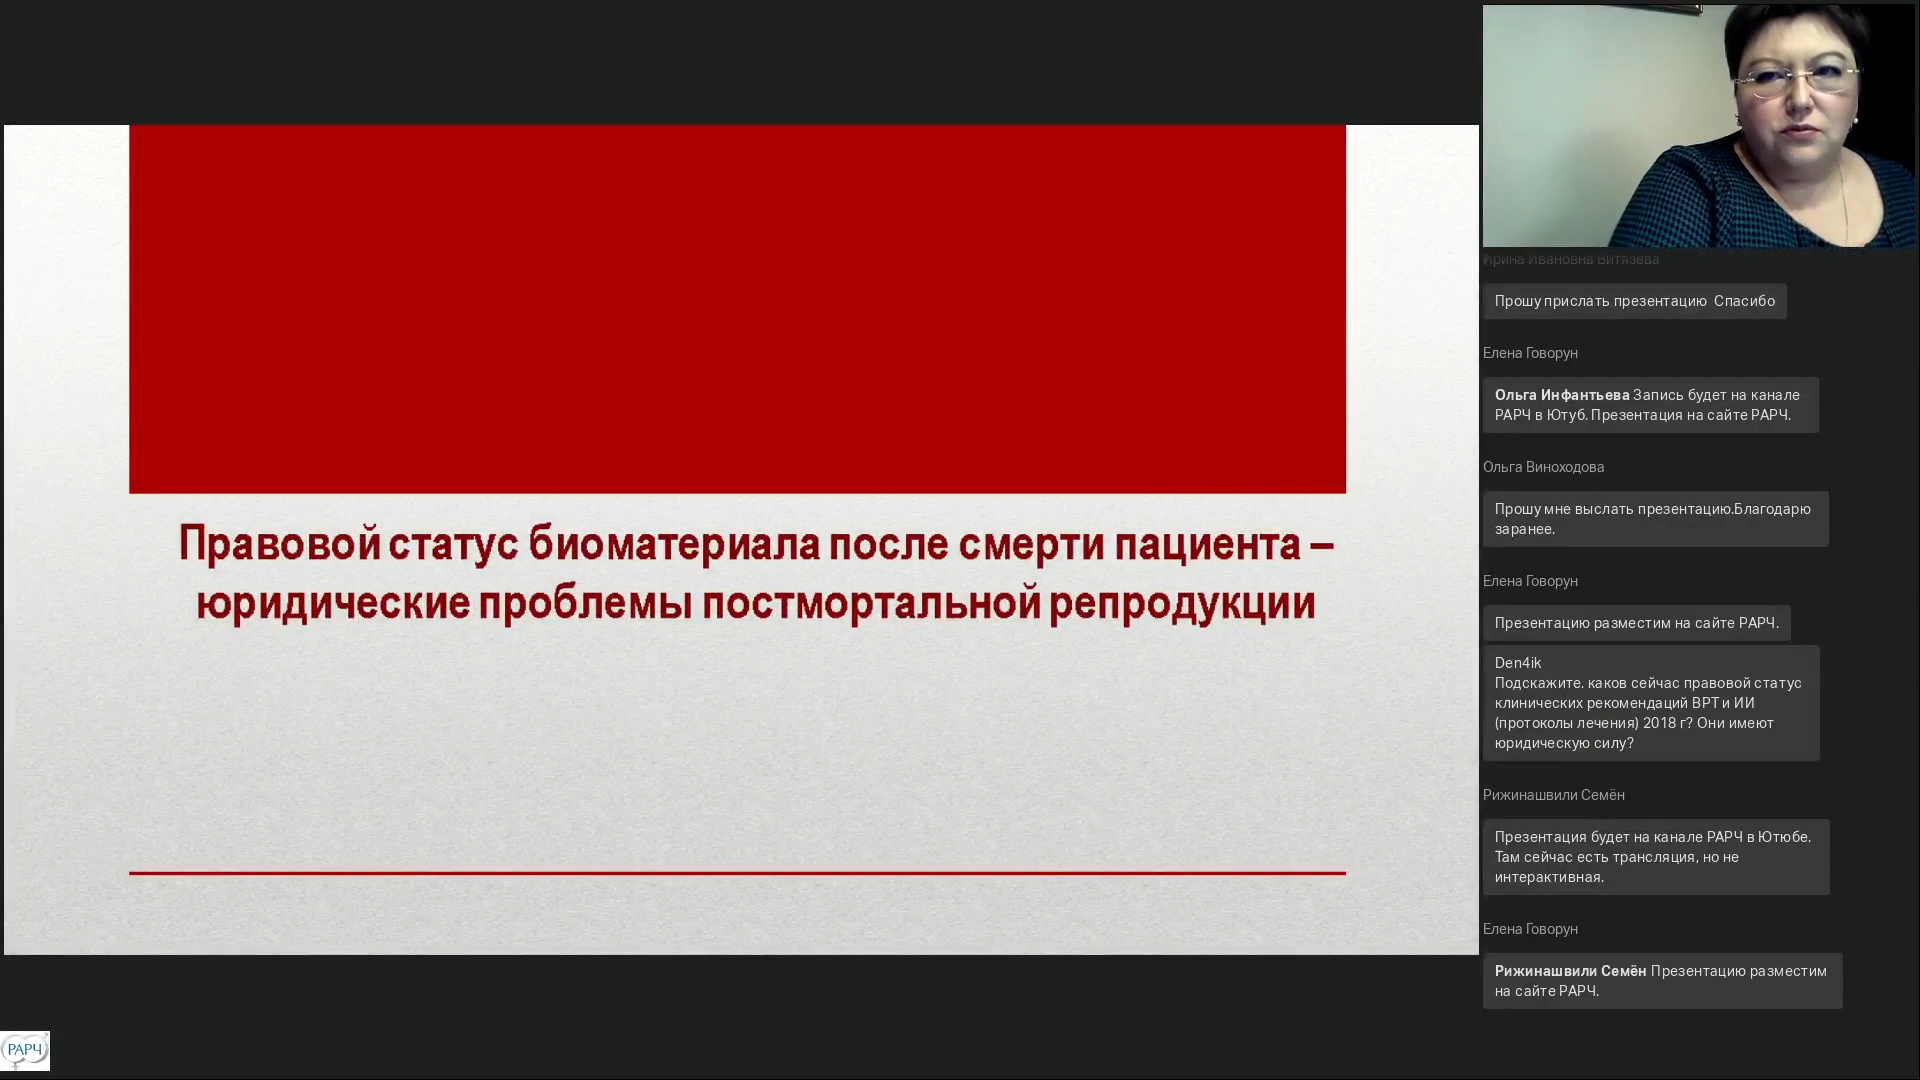 Правовой статус биоматериала после смерти пациента –
юридические проблемы постмортальной репродукции
Ирина Ивановна Витязева
Прошу прислать презентацию Спасибо
Елена Говорун
Ольга Инфантьева Запись будет на канале
РАРЧ в Ютуб. Презентация на сайте РАРЧ.
Ольга Виноходова
Прошу мне выслать презентацию.Благодарю
заранее.
Елена Говорун
Презентацию разместим на сайте РАРЧ.
Den4ik
Подскажите. каков сейчас правовой статус
клинических рекомендаций ВРТ и ИИ
(протоколы лечения) 2018 г? Они имеют
юридическую силу?
Рижинашвили Семён
Презентация будет на канале РАРЧ в Ютюбе.
Там сейчас есть трансляция, но не
интерактивная.
Елена Говорун
Рижинашвили Семён Презентацию разместим
на сайте РАРЧ.
РАРЧ